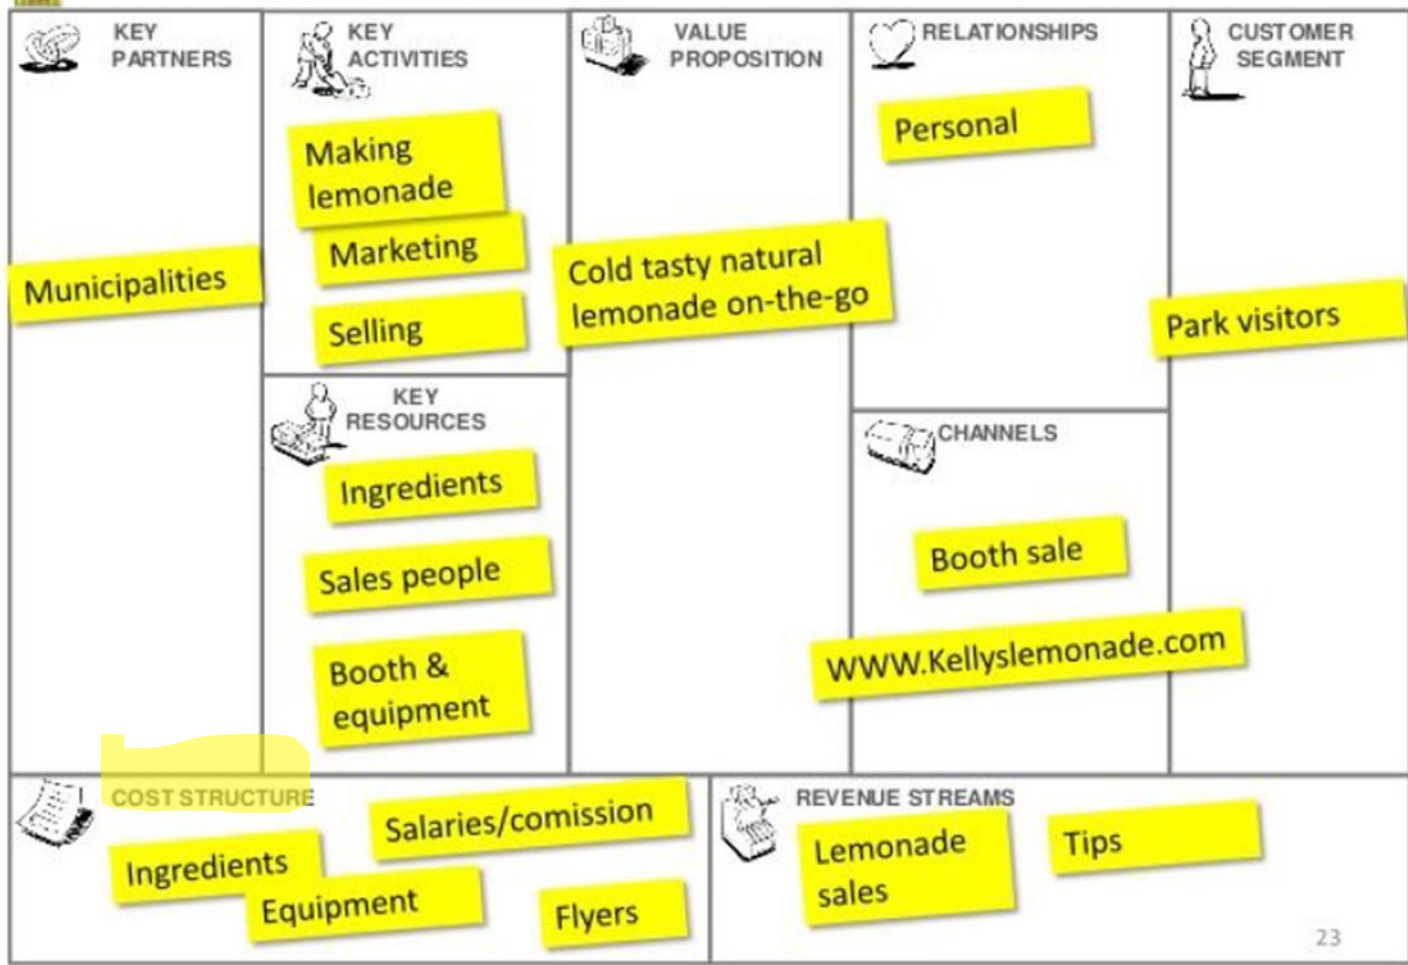 KEY
PARTNERS
Municipalities
KEY
ACTIVITIES
Making
lemonade
Marketing
Selling
KEY
RESOURCES
Ingredients
Sales people
Booth &
equipment
VALUE
PROPOSITION
Cold tasty natural
lemonade on-the-go
RELATIONSHIPS
Personal
CHANNELS
Booth sale
WWW.Kellyslemonade.com
CUSTOMER
SEGMENT
Park visitors
COST STRUCTURE
Salaries/comission
Ingredients
Equipment
Flyers
REVENUE STREAMS
Lemonade
sales
Tips
23